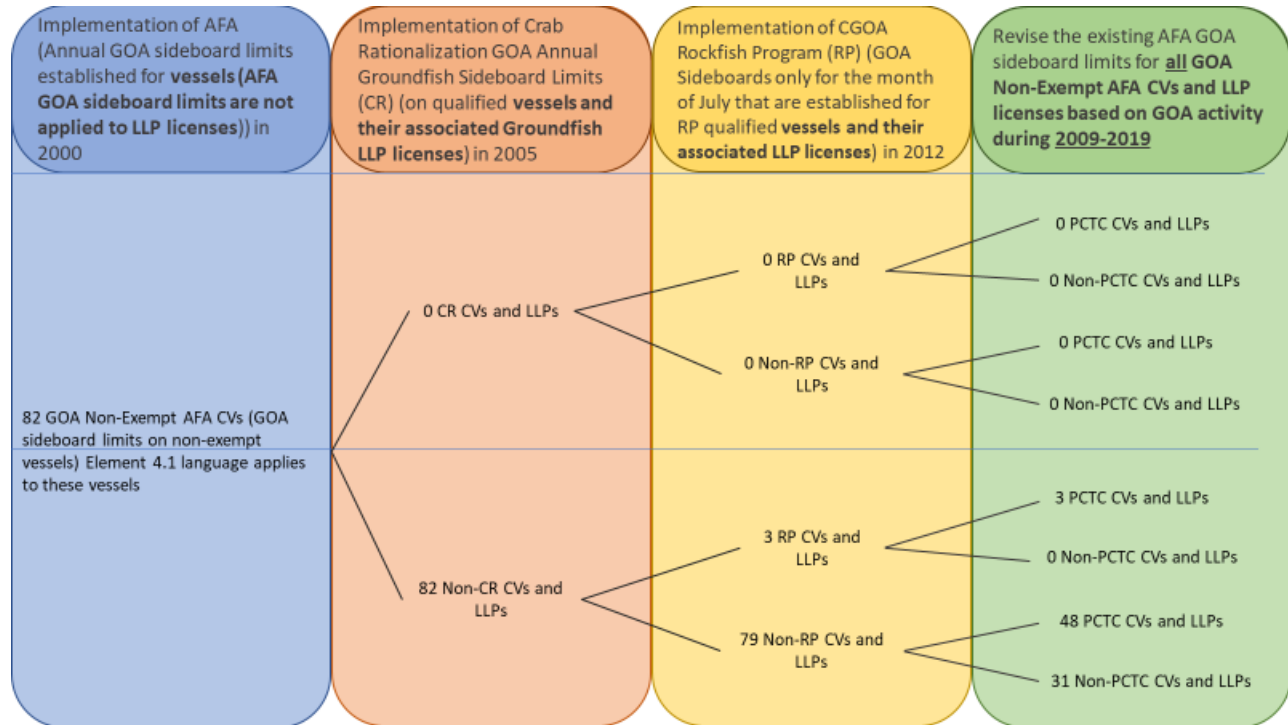 Implementation of AFA
(Annual GOA sideboard limits
established for vessels (AFA
GOA sideboard limits are not
applied to LLP licenses)) in
2000
Implementation of Crab
Rationalization GOA Annual
Groundfish Sideboard Limits
(CR) (on qualified vessels and
their associated Groundfish
LLP licenses) in 2005
Implementation of CGOA
Rockfish Program (RP) (GOA
Sideboards only for the month
of July that are established for
RP qualified vessels and their
associated LLP licenses) in 2012
Revise the existing AFA GOA
sideboard limits for all GOA
Non-Exempt AFA CVs and LLP
licenses based on GOA activity
during 2009-2019
82 GOA Non-Exempt AFA CVs (GOA
sideboard limits on non-exempt
vessels) Element 4.1 language applies
to these vessels
0 CR CVs and LLPs
82 Non-CR CVs and
LLPs
0 RP CVs and
LLPs
0 Non-RP CVs and
LLPs
3 RP CVs and
LLPs
79 Non-RP CVs and
LLPs
0 PCTC CVs and LLPs
0 Non-PCTC CVs and LLPs
0 PCTC CVs and LLPs
0 Non-PCTC CVs and LLPs
3 PCTC CVs and LLPs
0 Non-PCTC CVs and LLPs
48 PCTC CVs and LLPs
31 Non-PCTC CVs and LLPs